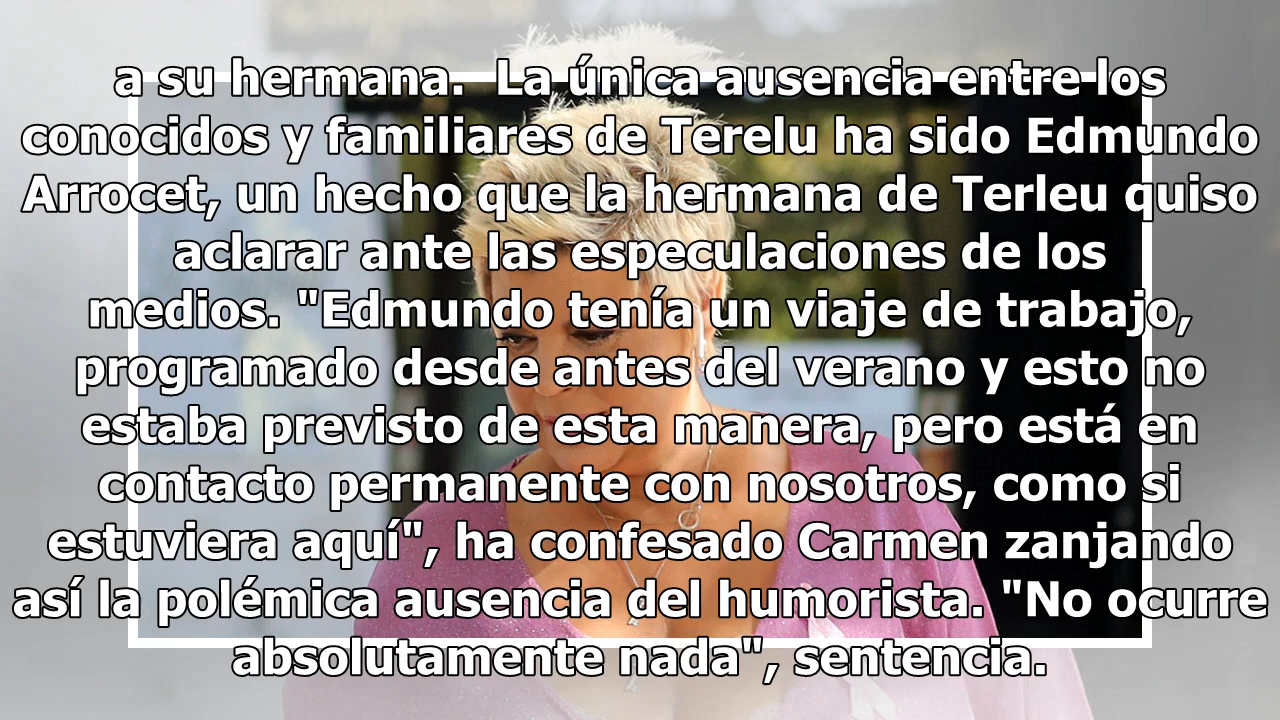 a su hermana.  La única ausencia entre los
conocidos y familiares de Terelu ha sido Edmundo
Arrocet, un hecho que la hermana de Terleu quiso
aclarar ante las especulaciones de los
medios. "Edmundo tenía un viaje de trabajo,
programado desde antes del verano y esto no
estaba previsto de esta manera, pero está en
contacto permanente con nosotros, como si
estuviera aquí", ha confesado Carmen zanjando
así la polémica ausencia del humorista. "No ocurre
absolutamente nada", sentencia.